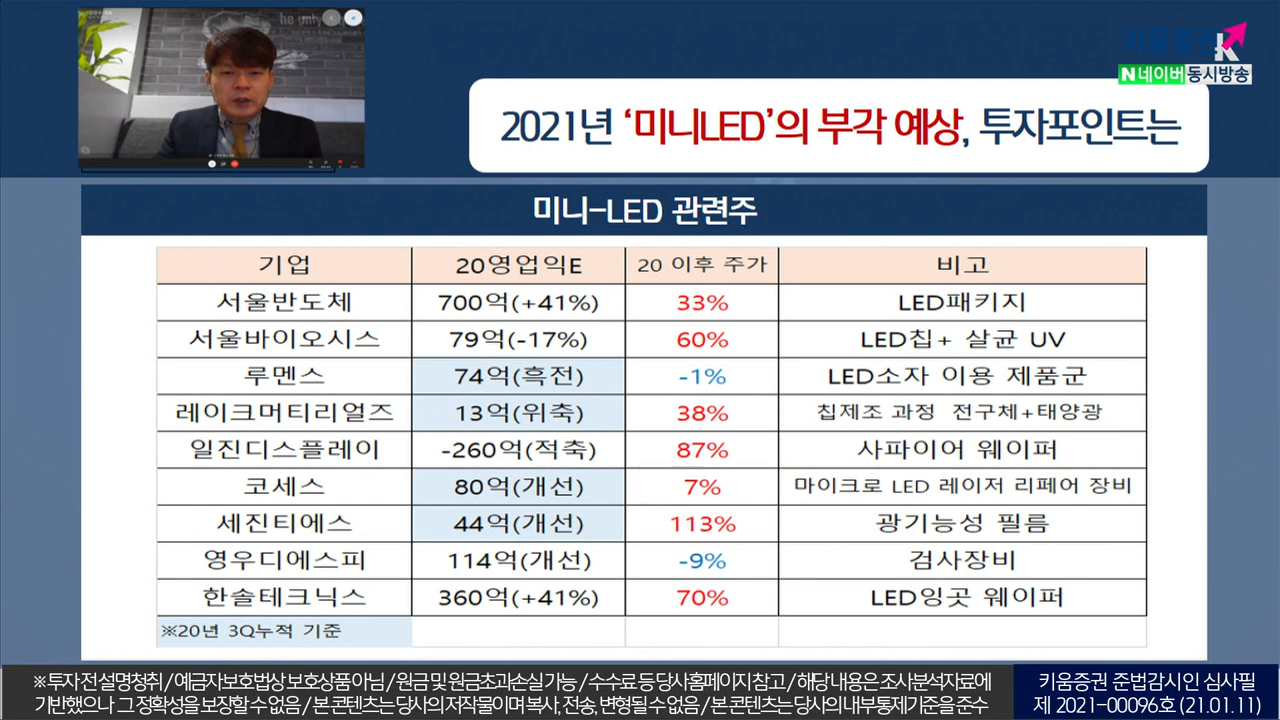 키움증권
N 네이버 동시방송
2021년 ‘미니LED’의 부각 예상, 투자포인트는
미니-LED 관련주
기업 20영업익E 20 이후 주가 비고
서울반도체 700억(+41%) 33% LED패키지
서울바이오시스 79억(-17%) 60% LED칩+ 살균 UV
루멘스 74억(흑전) -1% LED소자 이용 제품군
레이크머티리얼즈 13억(위축) 38% 칩제조 과정 전구체+태양광
일진디스플레이 -260억(적축) 87% 사파이어 웨이퍼
코세스 80억(개선) 7% 마이크로 LED 레이저 리페어 장비
세진티에스 44억(개선) 113% 광기능성 필름
영우디에스피 114억(개선) -9% 검사장비
한솔테크닉스 360억(+41%) 70% LED잉곳 웨이퍼
※20년 3Q누적 기준
※ 투자 전 설명청취 / 예금자보호법상 보호상품 아님 / 원금 및 원금초과손실 가능 / 수수료 등 당사홈페이지 참고 / 해당 내용은 조사분석자료에
기반했으나 그 정확성을 보장할 수 없음 / 본 콘텐츠는 당사의 저작물이며 복사, 전송, 변형될 수 없음 / 본 콘텐츠는 당사의 내부통제기준을 준수
키움증권 준법감시인 심사필
제 2021-00096호 (21.01.11)